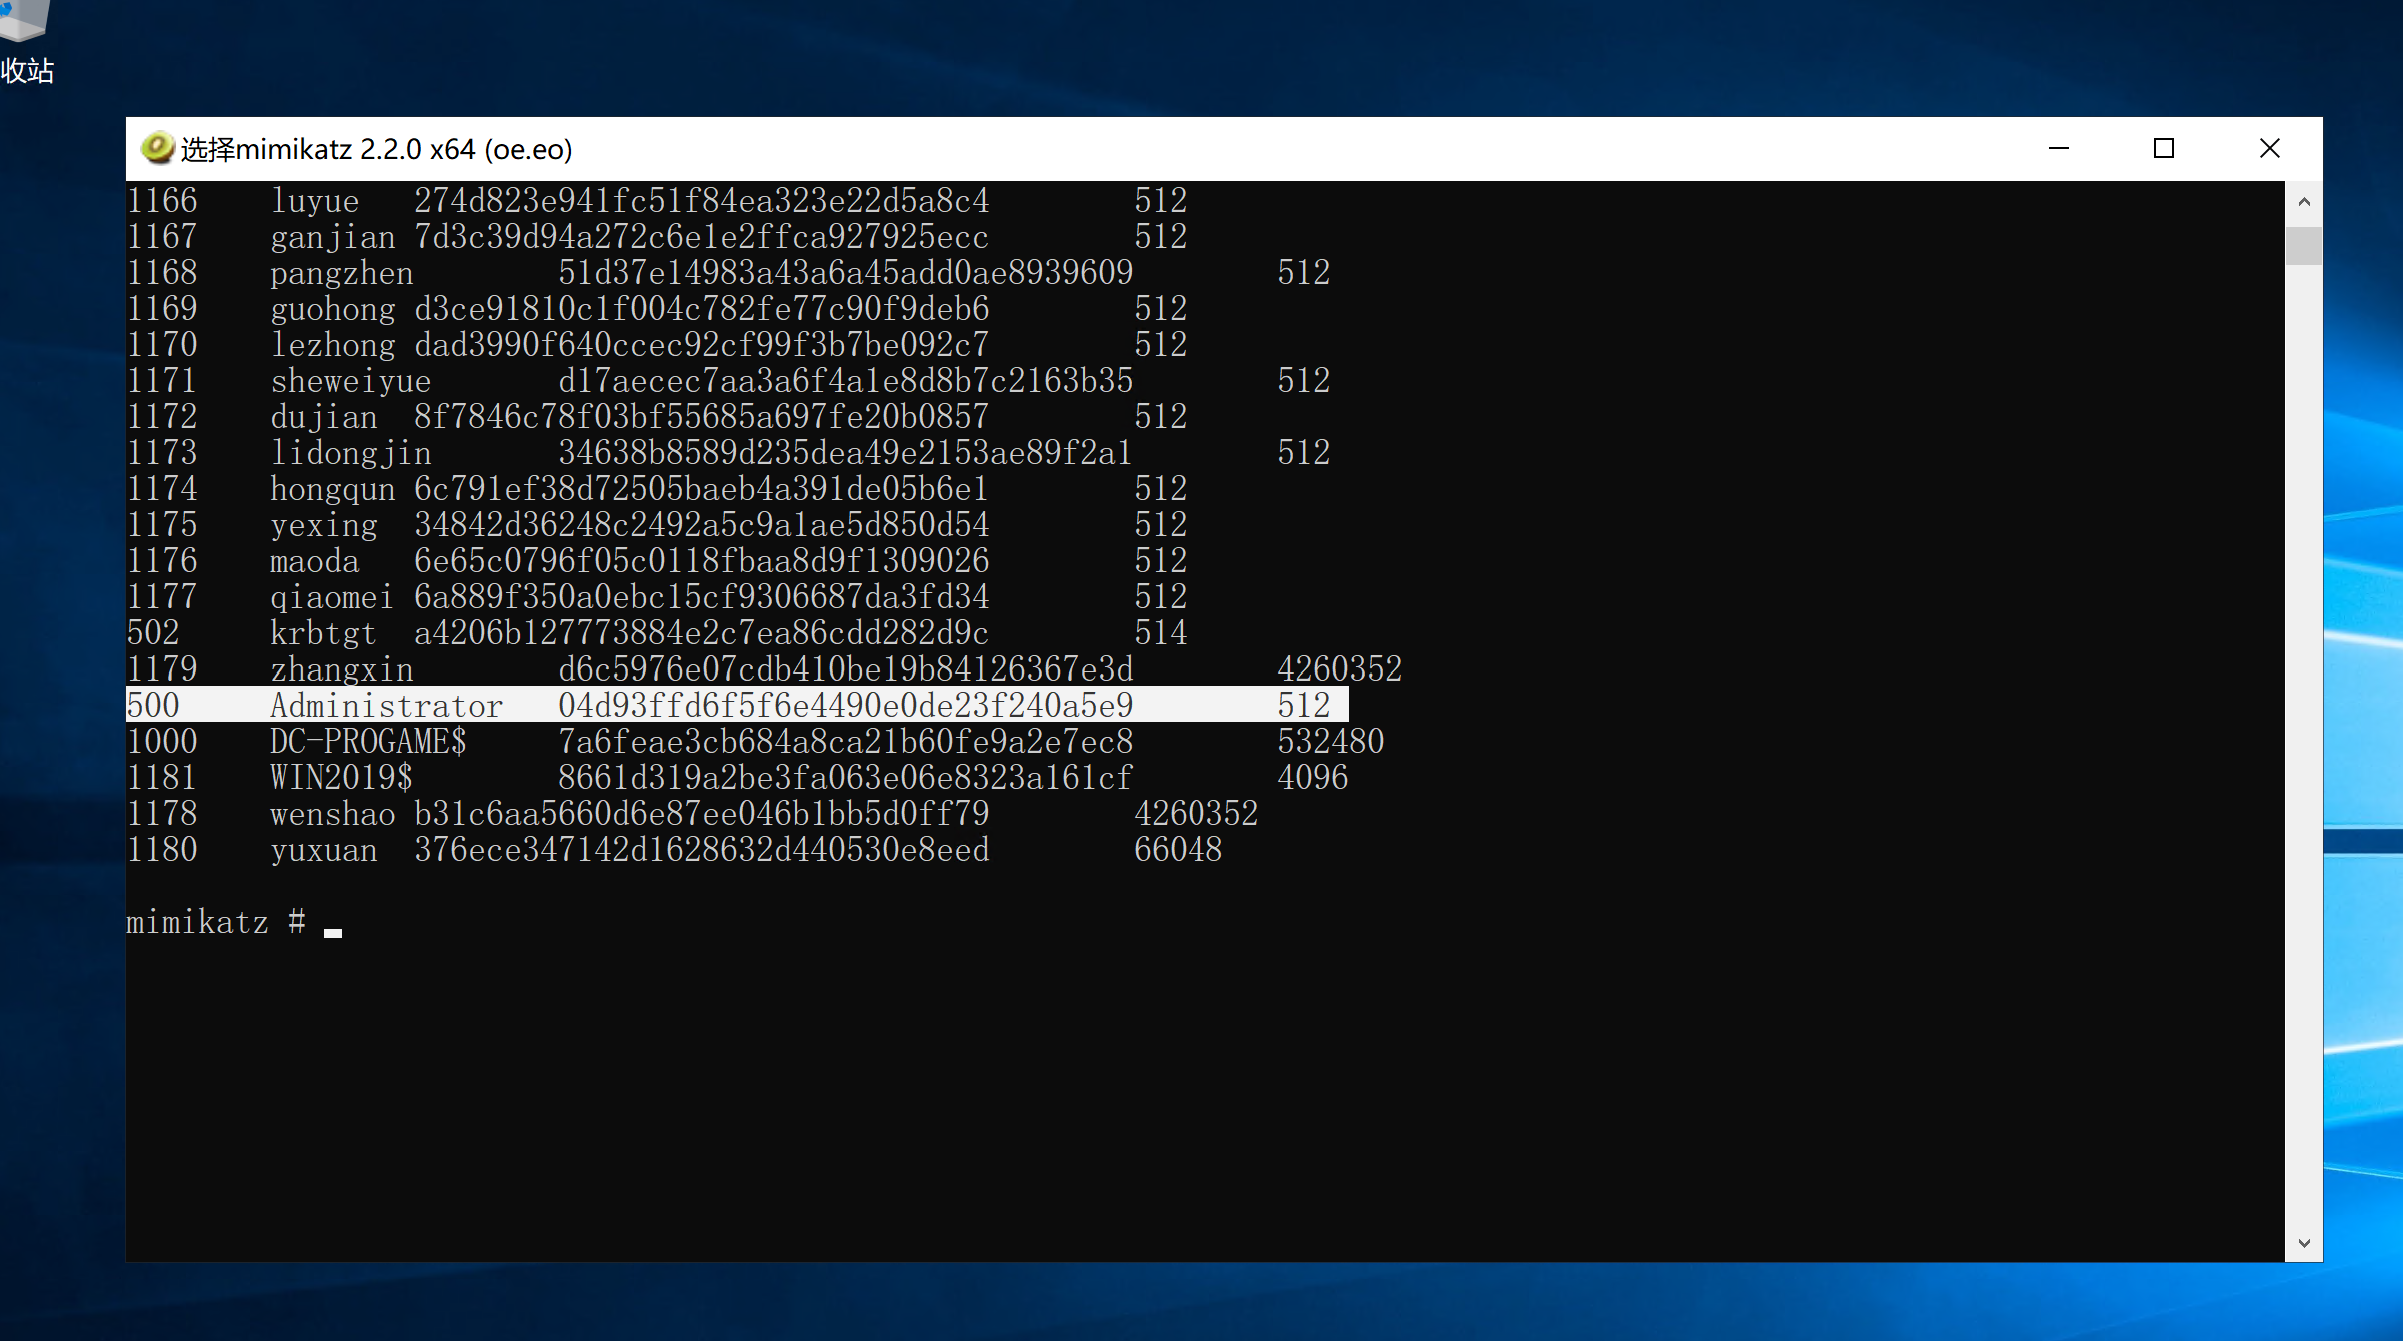 收站
选择mimikatz 2.2.0 x64 (oe.eo)
1166 luyue 274d823e941fc51f84ea323e22d5a8c4 512
1167 ganjian 7d3c39d94a272c6e1e2ffca927925ecc 512
1168 pangzhen 51d37e14983a43a6a45add0ae8939609 512
1169 guohong d3ce91810c1f004c782fe77c90f9deb6 512
1170 lezhong dad3990f640ccec92cf99f3b7be092c7 512
1171 sheweiyue d17aecec7aa3a6f4a1e8d8b7c2163b35 512
1172 dujian 8f7846c78f03bf55685a697fe20b0857 512
1173 lidongjin 34638b8589d235dea49e2153ae89f2a1 512
1174 hongqun 6c791ef38d72505baeb4a391de05b6e1 512
1175 yexing 34842d36248c2492a5c9a1ae5d850d54 512
1176 maoda 6e65c0796f05c0118fbaa8d9f1309026 512
1177 qiaomei 6a889f350a0ebc15cf9306687da3fd34 512
502 krbtgt a4206b127773884e2c7ea86cdd282d9c 514
1179 zhangxin d6c5976e07cdb410be19b84126367e3d 4260352
500 Administrator 04d93ffd6f5f6e4490e0de23f240a5e9 512
1000 DC-PROGAME$ 7a6feae3cb684a8ca21b60fe9a2e7ec8 532480
1181 WIN2019$ 8661d319a2be3fa063e06e8323a161cf 4096
1178 wenshao b31c6aa5660d6e87ee046b1bb5d0ff79 4260352
1180 yuxuan 376ece347142d1628632d440530e8eed 66048
mimikatz #